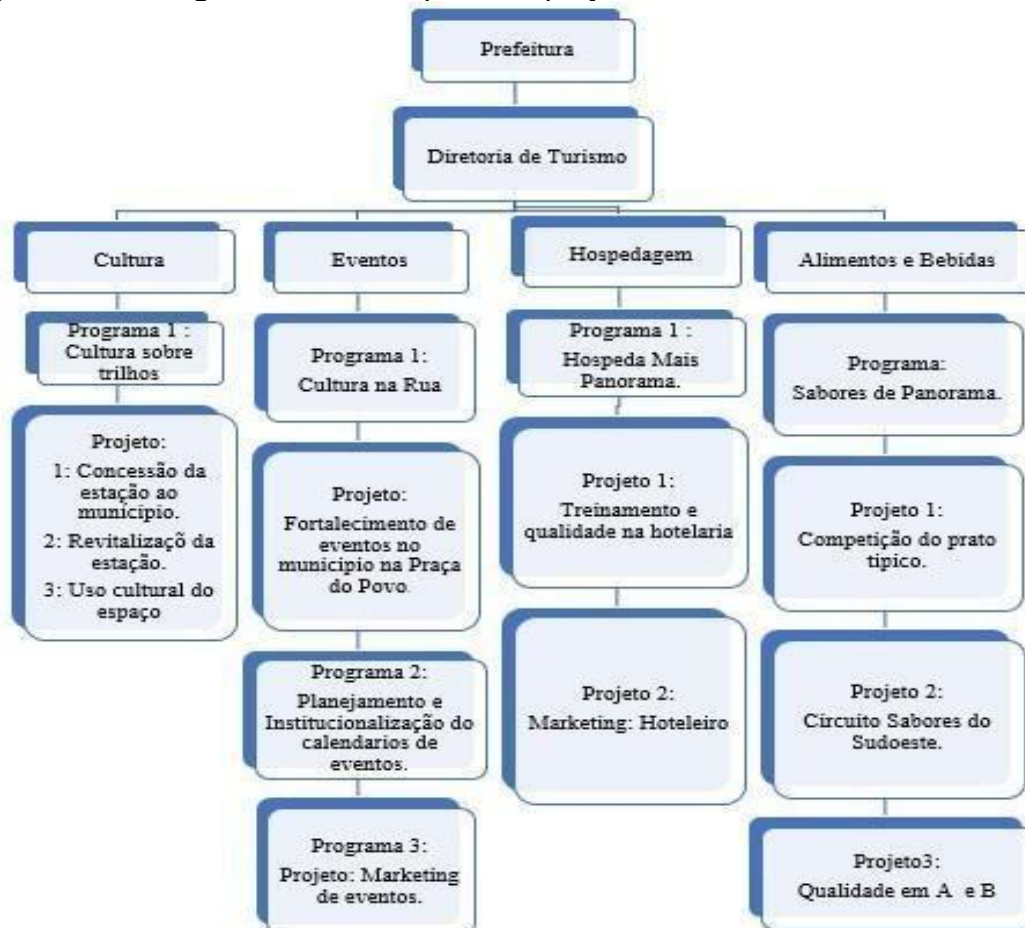 Prefeitura
Diretoria de Turismo
Cultura
Programa 1 :
Cultura sobre
trilhos
Projeto:
1: Concessão da
estação ao
município.
2: Revitalizaçõ da
estação.
3: Uso cultural do
espaço
Eventos
Programa 1:
Cultura na Rua
Projeto:
Fortalecimento de
eventos no
municipio na Praça
do Povo.
Programa 2:
Planejamento e
Institucionalização do
calendarios de
eventos.
Programa 3:
Projeto: Marketing
de eventos.
Hospedagem
Programa 1 :
Hospeda Mais
Panorama.
Projeto 1:
Treinamento e
qualidade na hotelaria
Projeto 2:
Marketing: Hoteleiro
Alimentos e Bebidas
Programa:
Sabores de Panorama.
Projeto 1:
Competição do prato
tipico.
Projeto 2:
Circuito Sabores do
Sudoeste.
Projeto3:
Qualidade em A e B